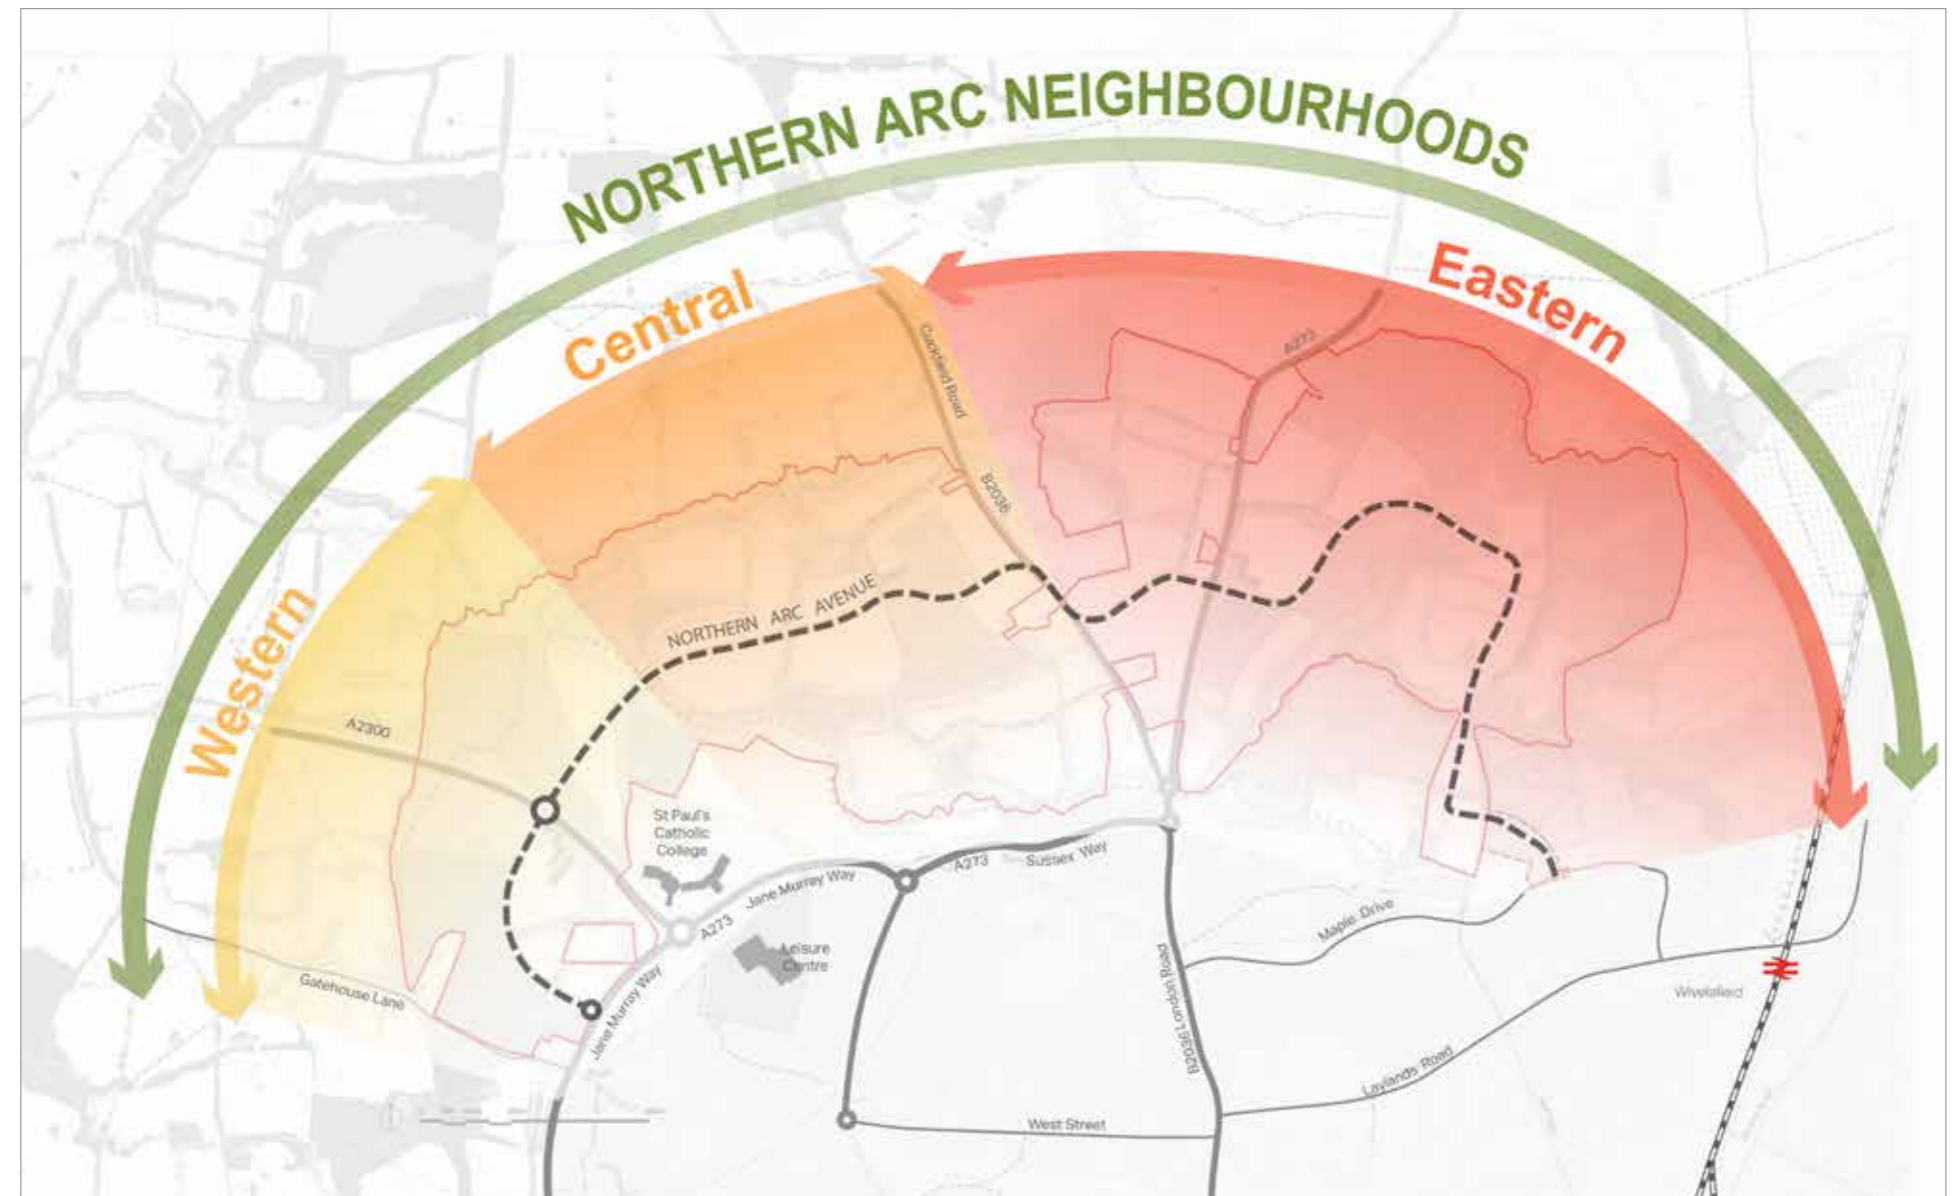 NORTHERN ARC NEIGHBOURHOODS
Central
Eastern
Western
Cuckfield Road
A273
B2036
NORTHERN ARC AVENUE
A2300
St Paul's
Catholic
College
A273
Sussex Way
Jane Murray Way
A273
Maple Drive
Leisure
Centre
B2036 London Road
Gatehouse Lane
Jane Murray Way
Wivelsfield
Laylands Road
West Street